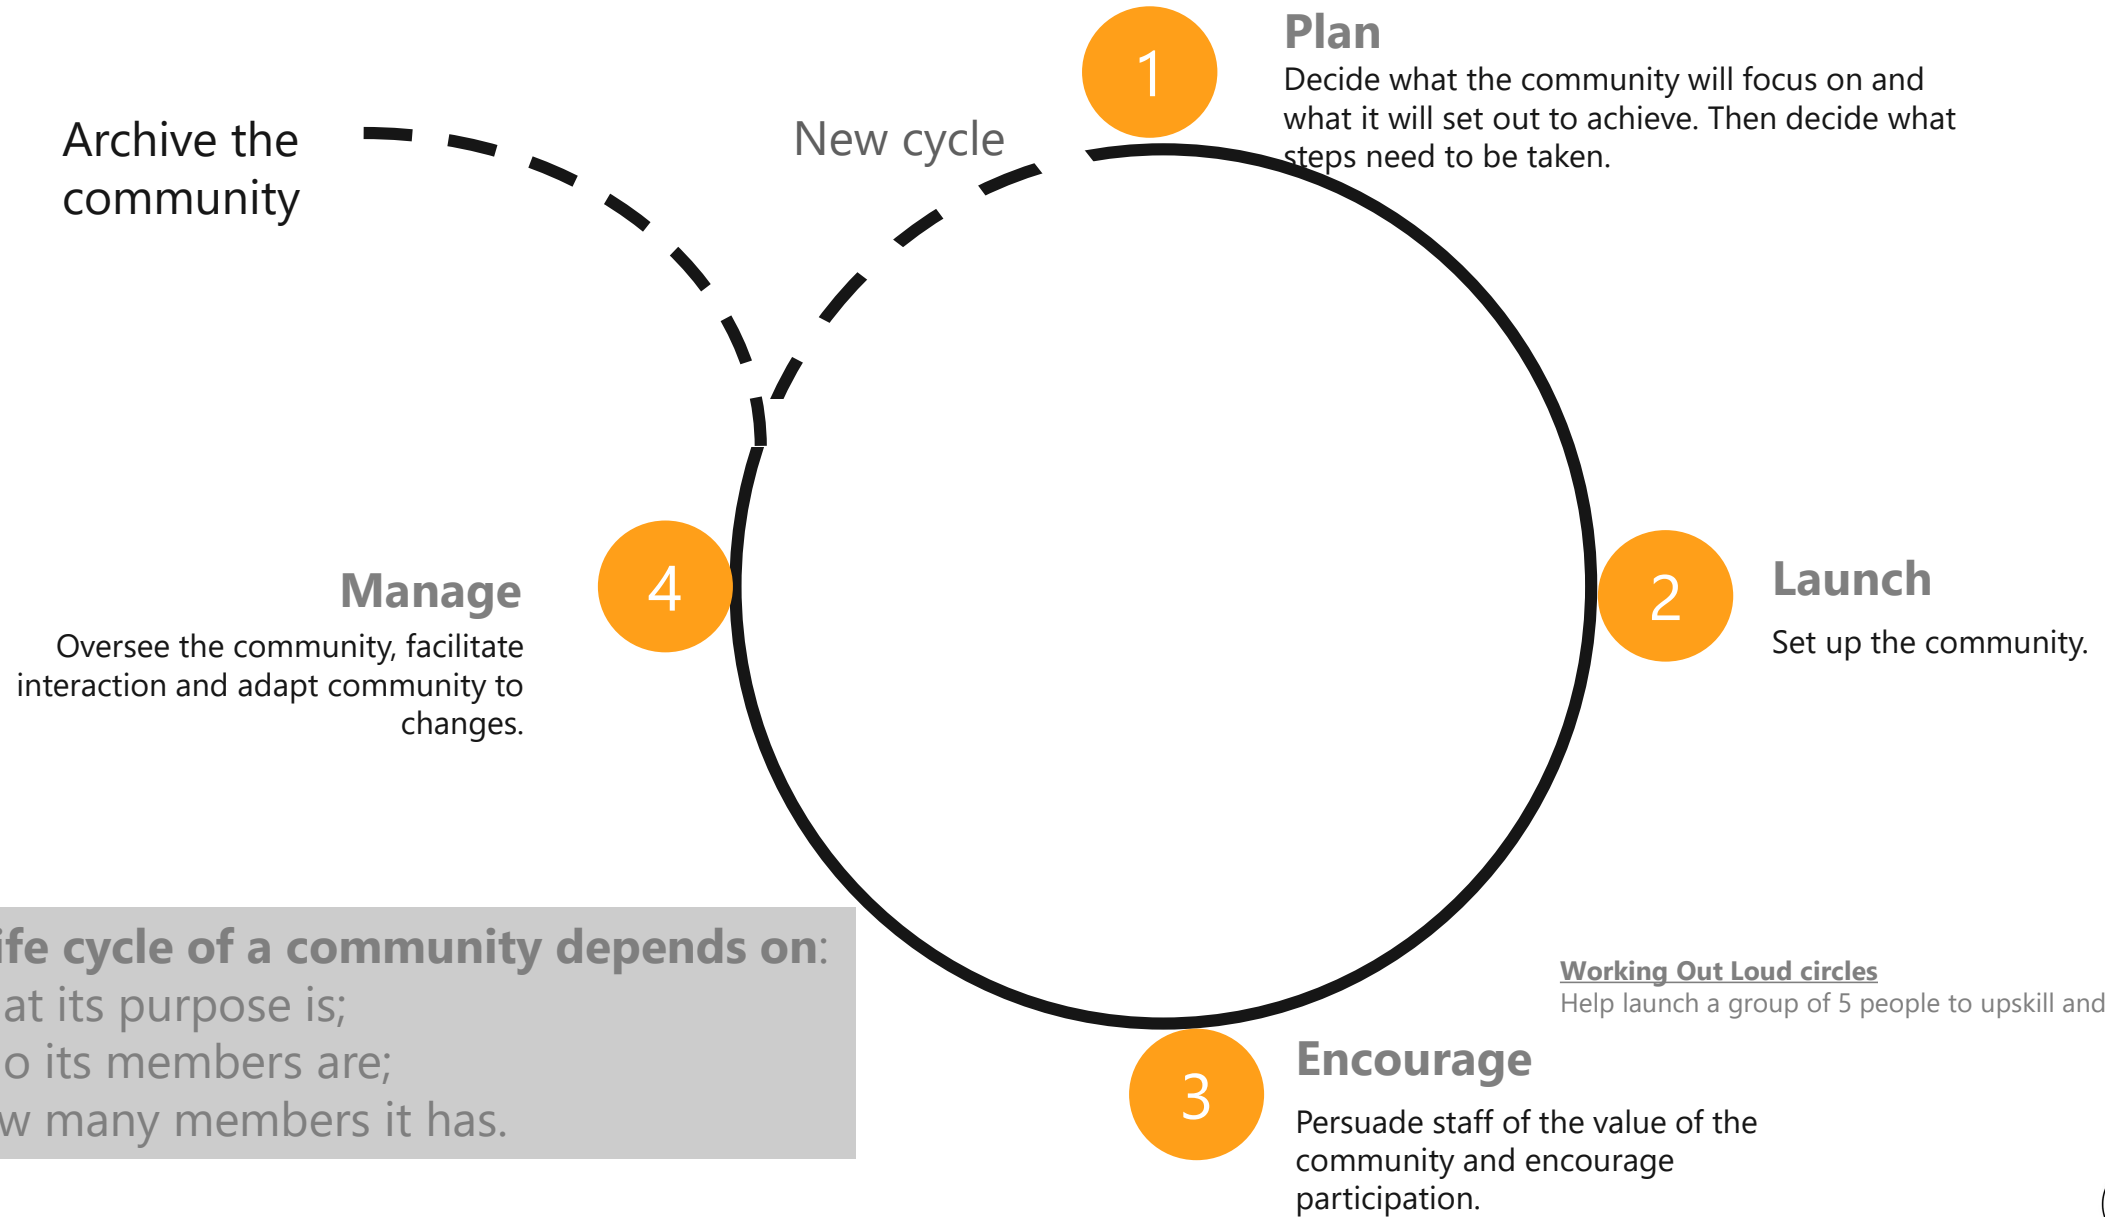 1
Plan
Decide what the community will focus on and
what it will set out to achieve. Then decide what
steps need to be taken.
Archive the
community
New cycle
2
Launch
Set up the community.
4
Manage
Oversee the community, facilitate
interaction and adapt community to
changes.
ife cycle of a community depends on:
at its purpose is;
o its members are;
w many members it has.
Working Out Loud circles
Help launch a group of 5 people to upskill and
3
Encourage
Persuade staff of the value of the
community and encourage
participation.